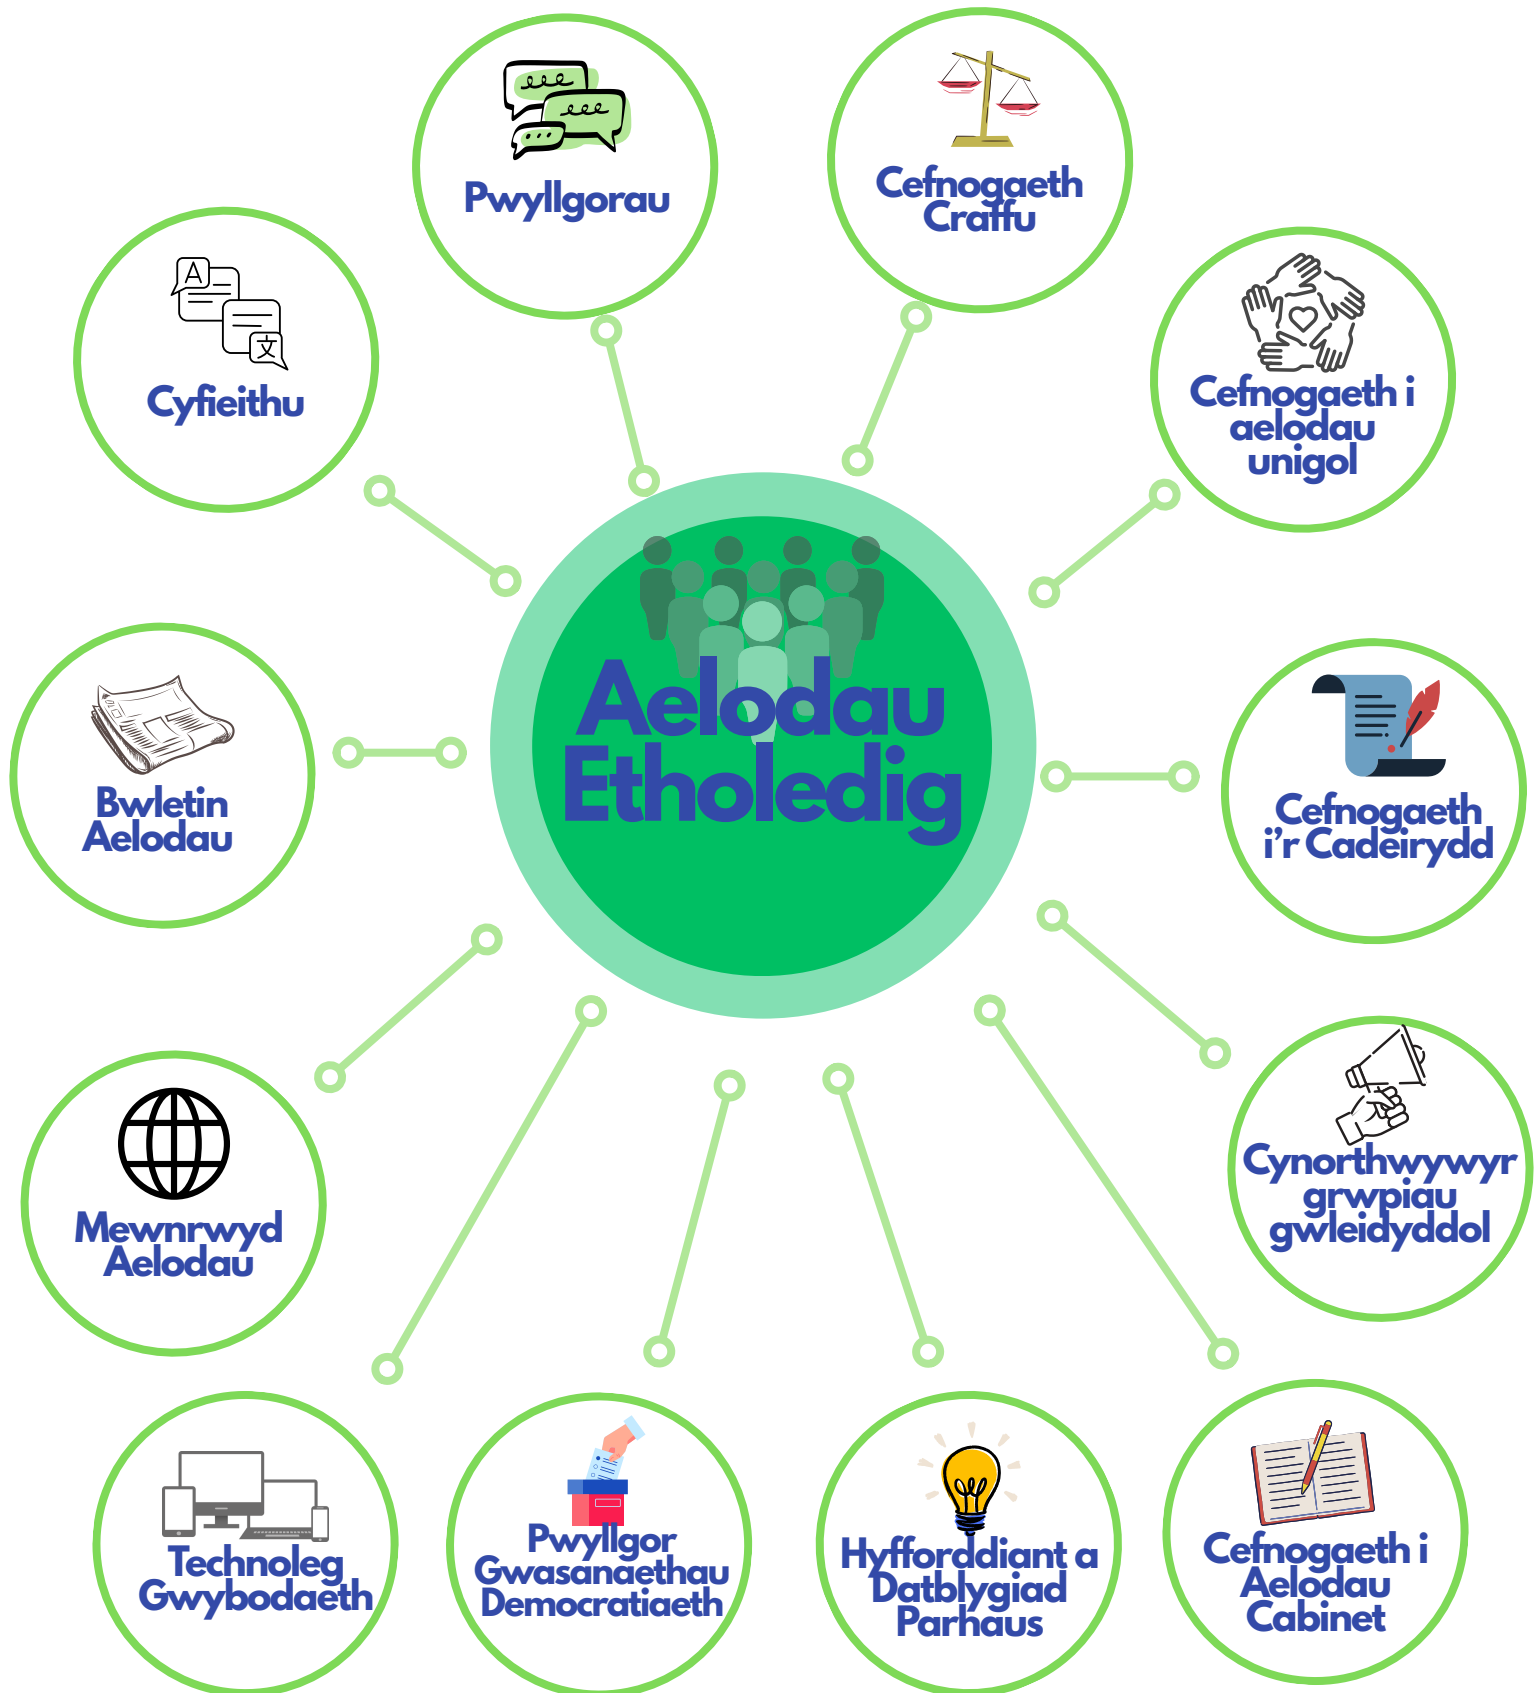 Pwyllgorau
Cefnogaeth
Craffu
Cyfieithu
Cefnogaeth i
aelodau
unigol
Aelodau
Etholedig
Bwletin
Aelodau
Cefnogaeth
i’r Cadeirydd
Mewnrwyd
Aelodau
Cynorthwywyr
grwpiau
gwleidyddol
Technoleg
Gwybodaeth
Pwyllgor
Gwasanaethau
Democratiaeth
Hyfforddiant a
Datblygiad
Parhaus
Cefnogaeth i
Aelodau
Cabinet
A
文